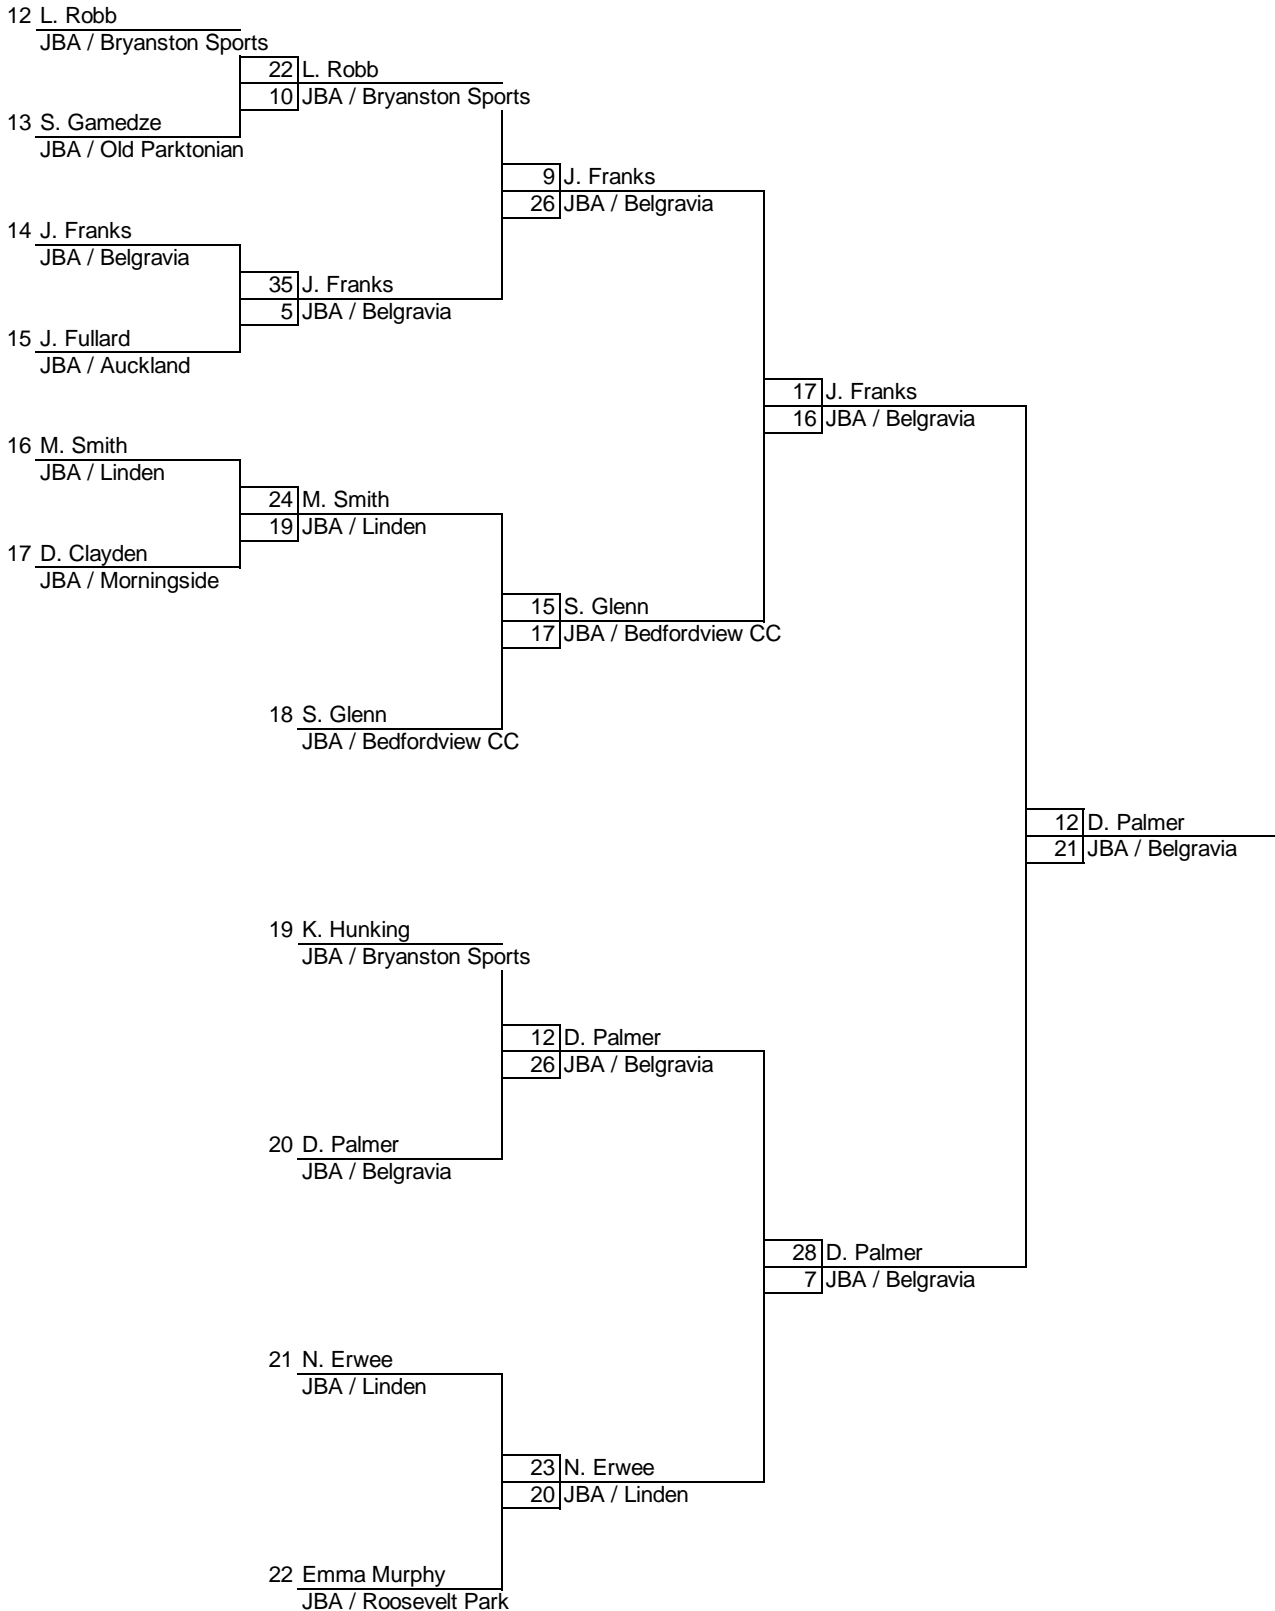 12 L. Robb
JBA / Bryanston Sports
22 L. Robb
10 JBA / Bryanston Sports
13 S. Gamedze
JBA / Old Parktonian
9 J. Franks
26 JBA / Belgravia
14 J. Franks
JBA / Belgravia
35 J. Franks
5 JBA / Belgravia
15 J. Fullard
JBA / Auckland
17 J. Franks
16 JBA / Belgravia
16 M. Smith
JBA / Linden
24 M. Smith
19 JBA / Linden
17 D. Clayden
JBA / Morningside
15 S. Glenn
17 JBA / Bedfordview CC
18 S. Glenn
JBA / Bedfordview CC
12 D. Palmer
21 JBA / Belgravia
19 K. Hunking
JBA / Bryanston Sports
12 D. Palmer
26 JBA / Belgravia
20 D. Palmer
JBA / Belgravia
28 D. Palmer
7 JBA / Belgravia
21 N. Erwee
JBA / Linden
23 N. Erwee
20 JBA / Linden
22 Emma Murphy
JBA / Roosevelt Park